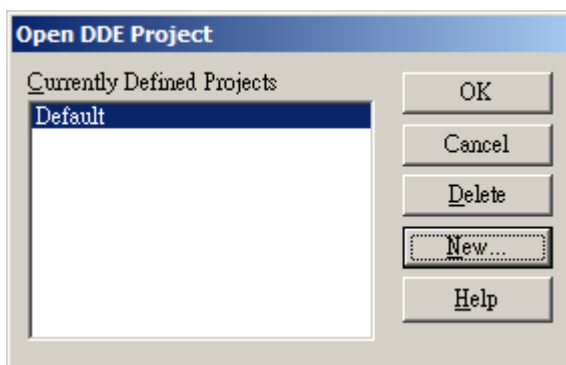 Open DDE Project
Currently Defined Projects
Default
OK
Cancel
Delete
New...
Help